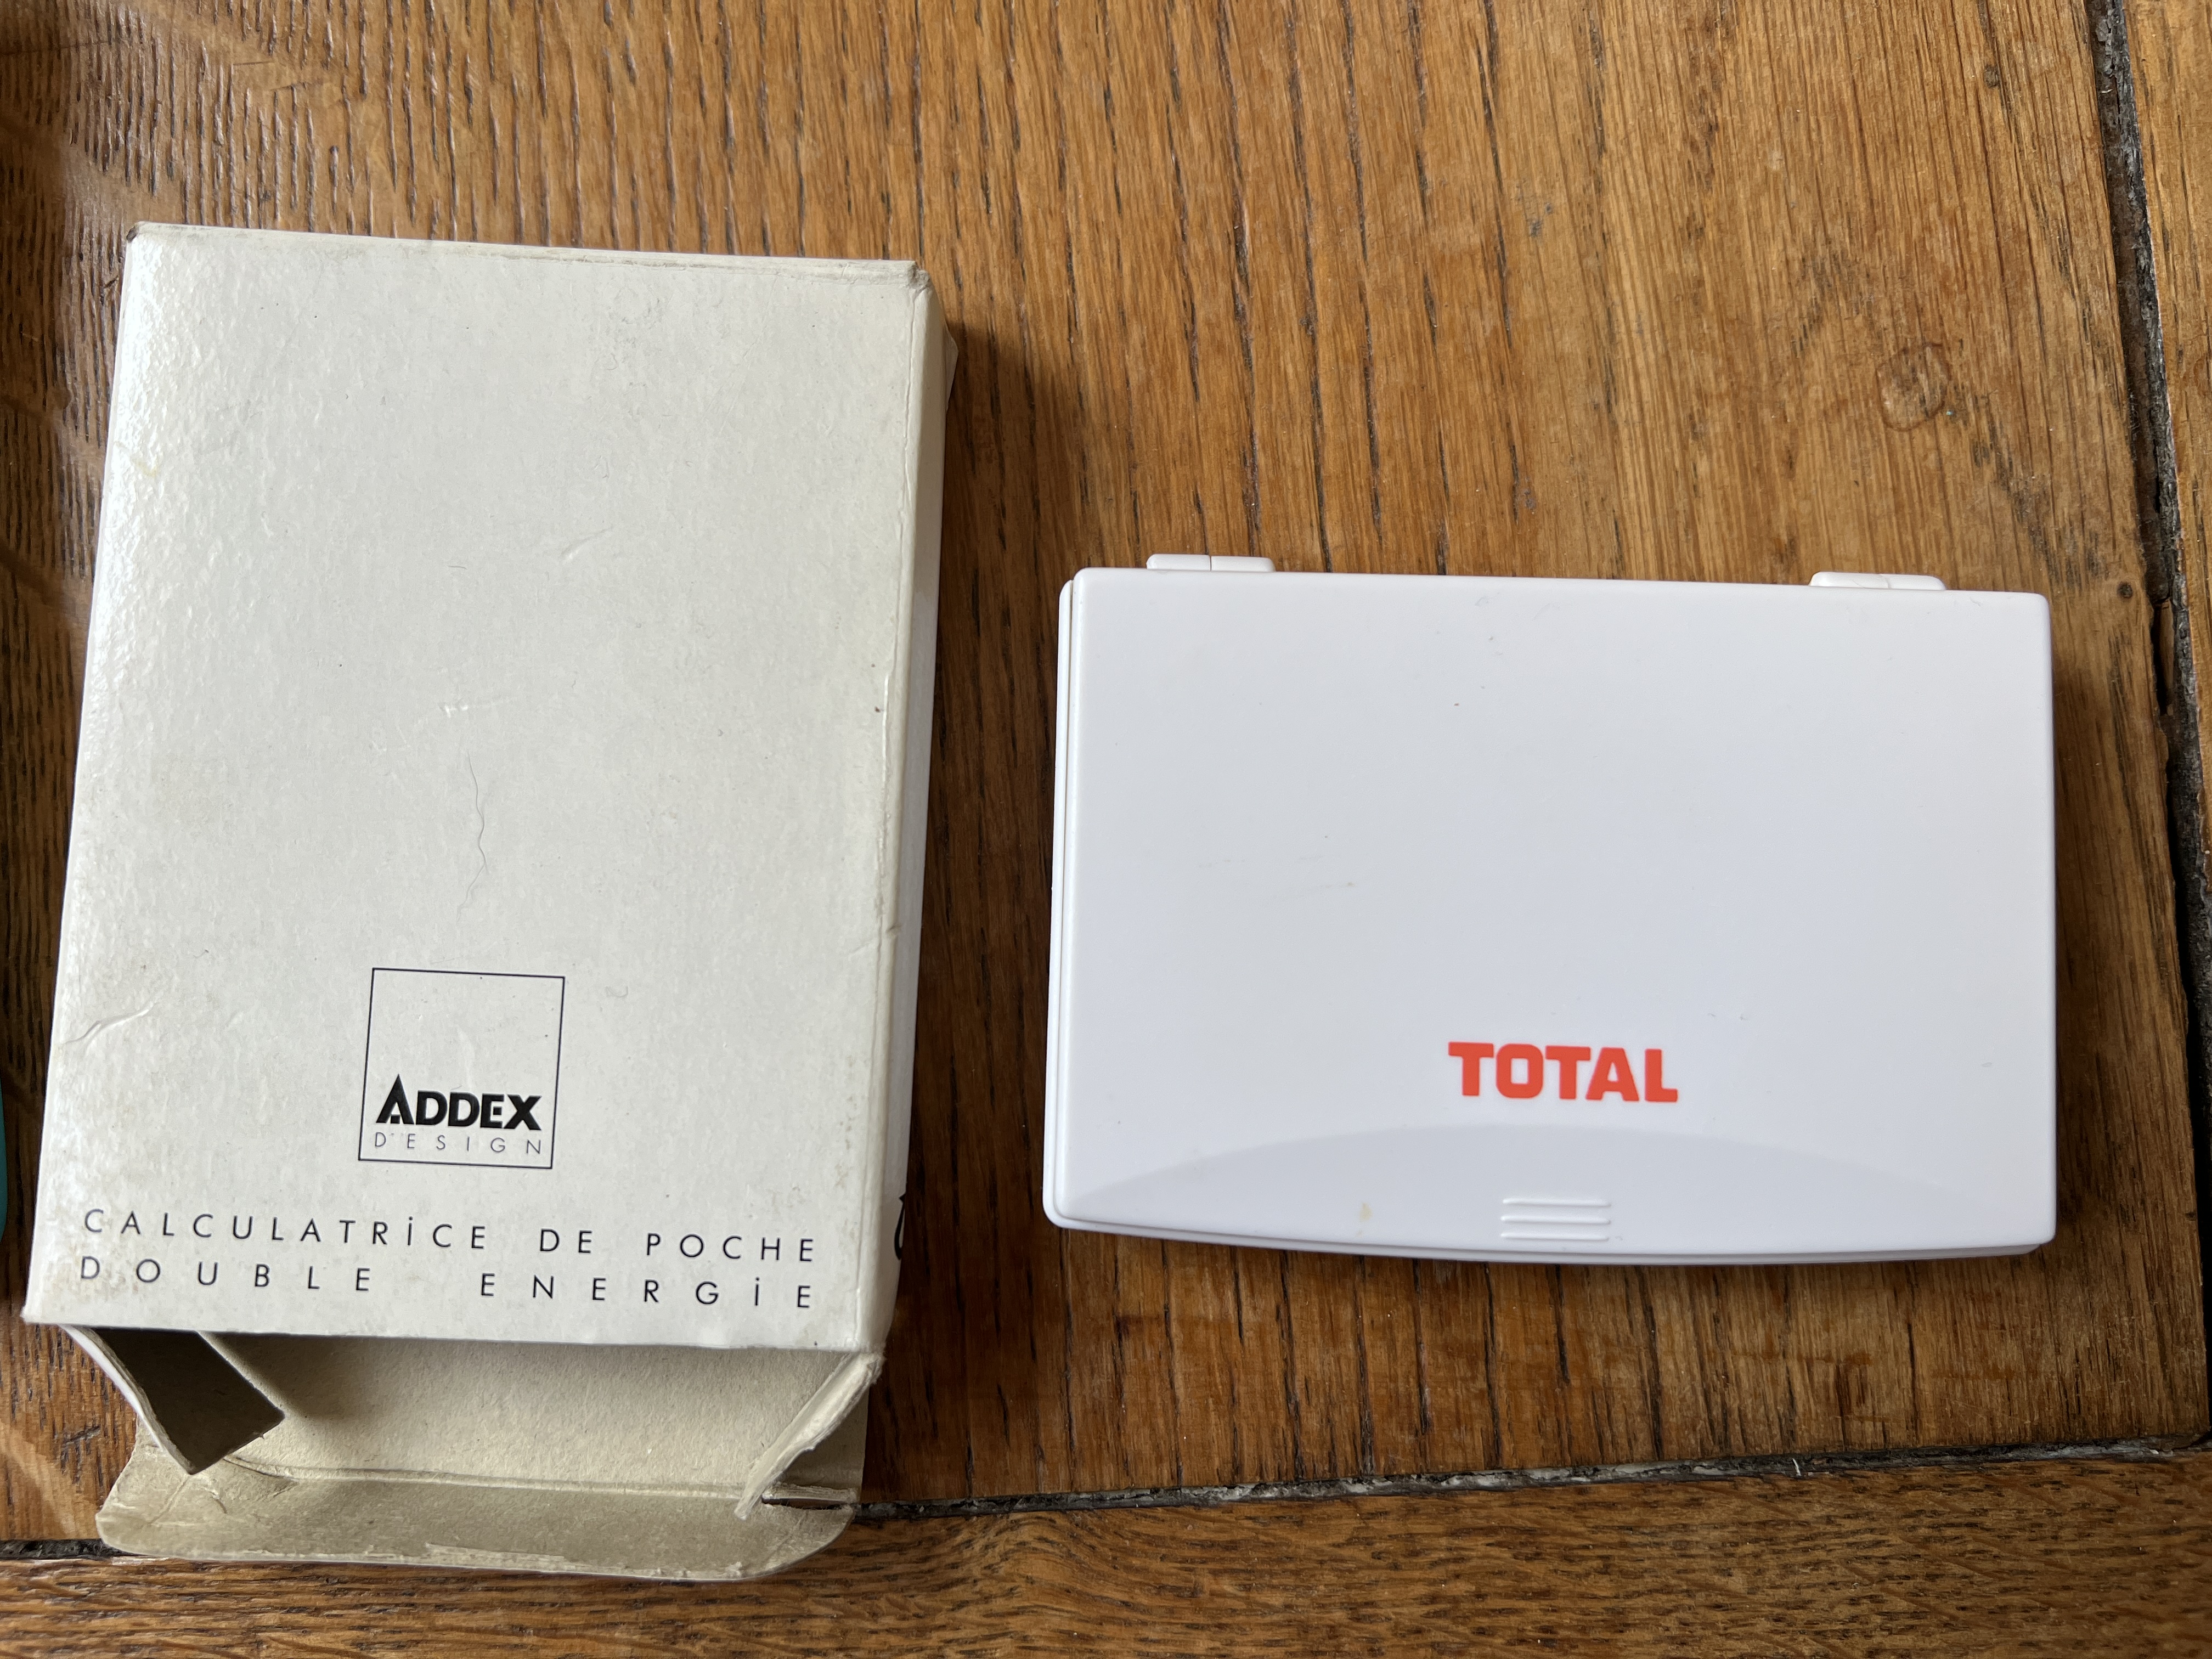 ADDEX
DESIGN
CALCULATRiCE DE POCHE
DOUBLE ENERGiE
TOTAL